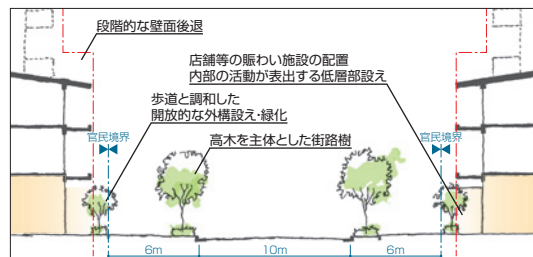 段階的な壁面後退
店舗等の賑わい施設の配置
内部の活動が表出する低層部設え
歩道と調和した
開放的な外構設え・緑化
官民境界
官民境界
高木を主体とした街路樹
6m
10m
6m